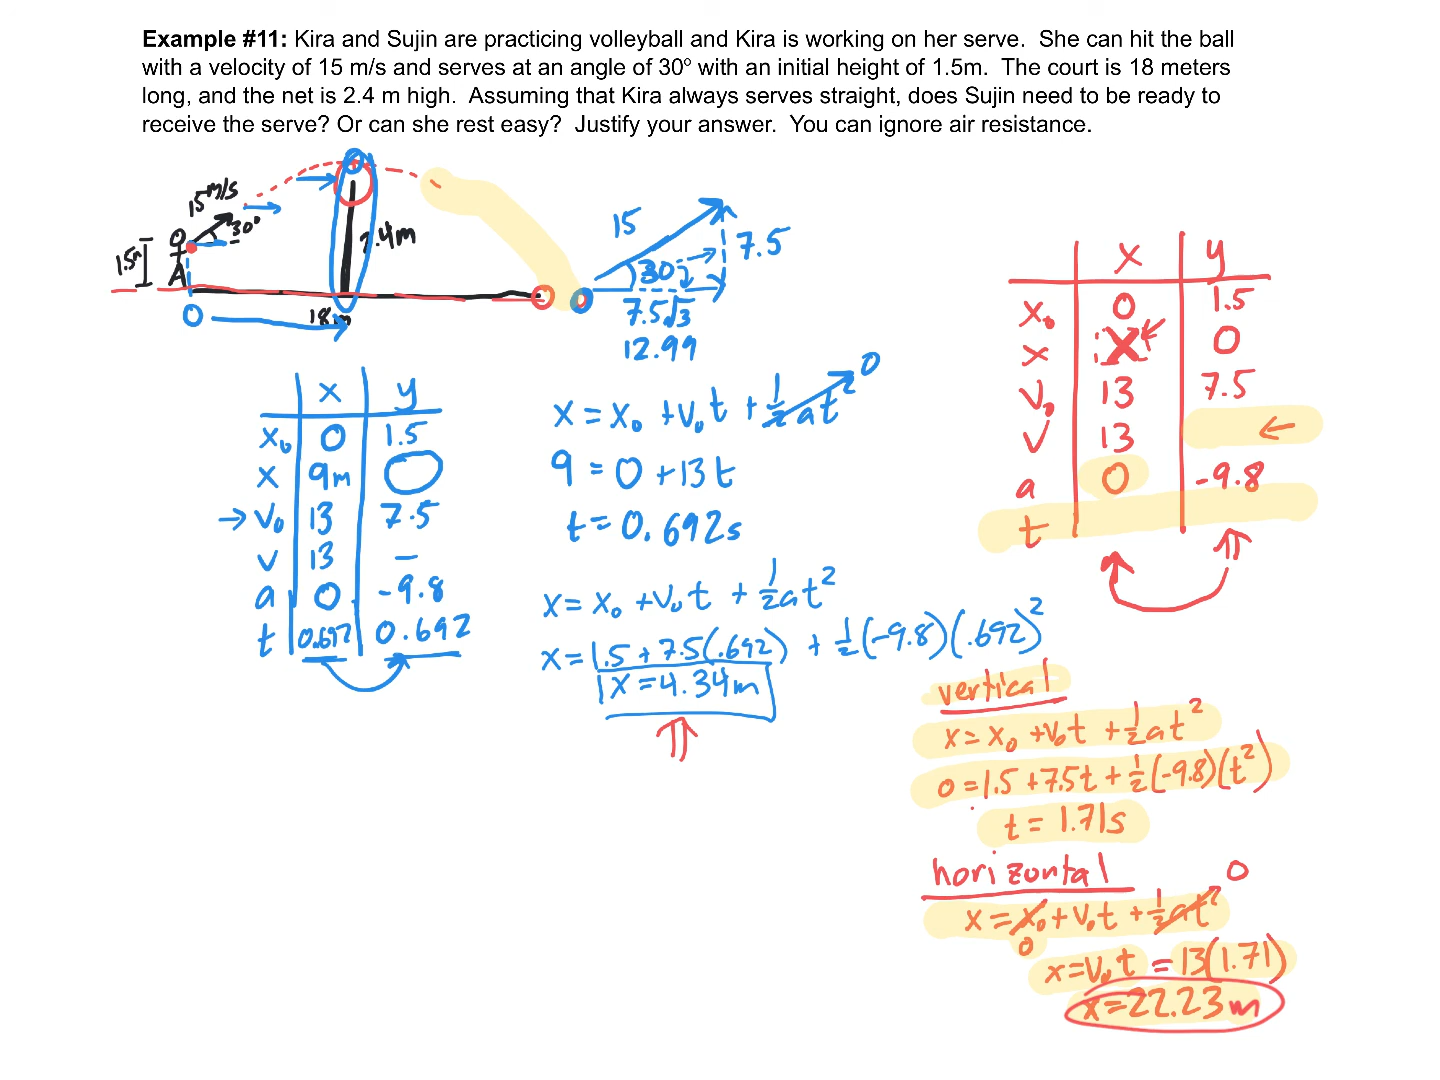 Example #11: Kira and Sujin are practicing volleyball and Kira is working on her serve. She can hit the ball
with a velocity of 15 m/s and serves at an angle of 30º with an initial height of 1.5m. The court is 18 meters
long, and the net is 2.4 m high. Assuming that Kira always serves straight, does Sujin need to be ready to
receive the serve? Or can she rest easy? Justify your answer. You can ignore air resistance.
15 m/s
30°
1.5m
2.4m
0
18m
15
30
7.5
7.5√3
12.99
x y
x₀ 0 1.5
x 9m
→ v₀ 13 7.5
v 13 –
a 0 -9.8
t 0.692 0.692
x = x₀ + v₀t + ½at² 0
9 = 0 + 13t
t = 0.692s
x = x₀ + v₀t + ½at²
x = 1.5 + 7.5(.692) + ½(-9.8)(.692)²
x = 4.34m
x y
x₀ 0 1.5
x X 0
v₀ 13 7.5
v 13 ←
a 0 -9.8
t
vertical
x = x₀ + v₀t + ½at²
0 = 1.5 + 7.5t + ½(-9.8)(t²)
t = 1.71s
horizontal
x = x₀ + v₀t + ½at² 0
0
x = v₀t = 13(1.71)
x = 22.23m